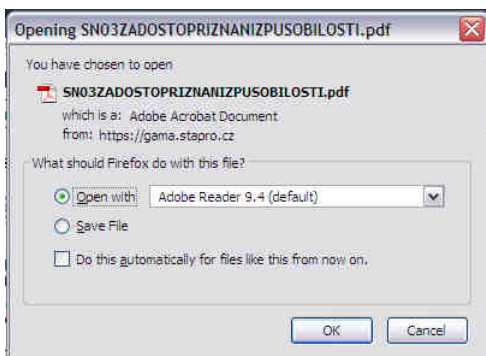 Opening SN03ZADOSTOPRIZNANIZPUSOBILOSTI.pdf
You have chosen to open
SN03ZADOSTOPRIZNANIZPUSOBILOSTI.pdf
which is a: Adobe Acrobat Document
from: https://gama.stapro.cz
What should Firefox do with this file?
Open with Adobe Reader 9.4 (default)
Save File
Do this automatically for files like this from now on.
OK Cancel